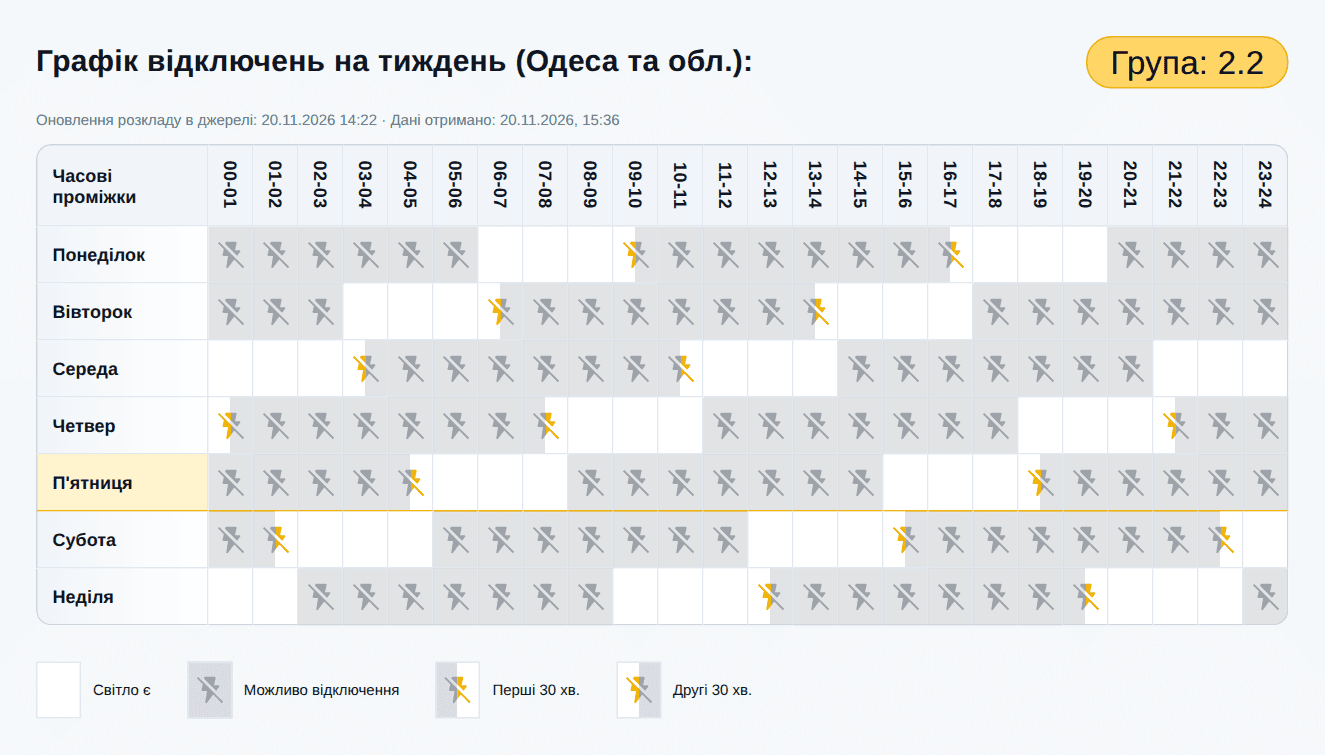 Графік відключень на тиждень (Одеса та обл.):
Група: 2.2
Оновлення розкладу в джерелі: 20.11.2026 14:22 · Дані отримано: 20.11.2026, 15:36
Часові
проміжки
00-01
01-02
02-03
03-04
04-05
05-06
06-07
07-08
08-09
09-10
10-11
11-12
12-13
13-14
14-15
15-16
16-17
17-18
18-19
19-20
20-21
21-22
22-23
23-24
Понеділок
Вівторок
Середа
Четвер
П'ятниця
Субота
Неділя
Світло є
Можливо відключення
Перші 30 хв.
Другі 30 хв.